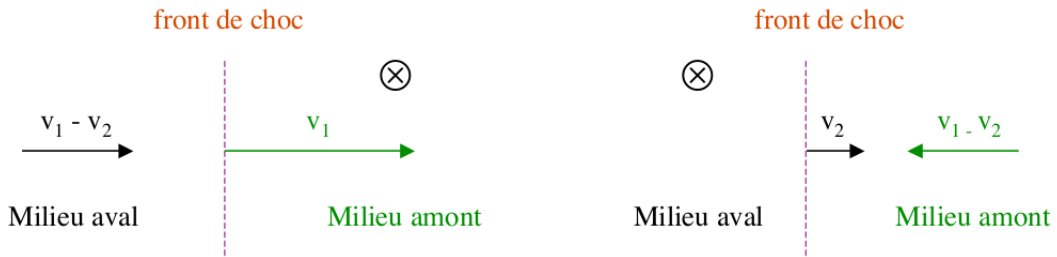 front de choc
v1 - v2
v1
Milieu aval
Milieu amont
front de choc
v2
v1 - v2
Milieu aval
Milieu amont